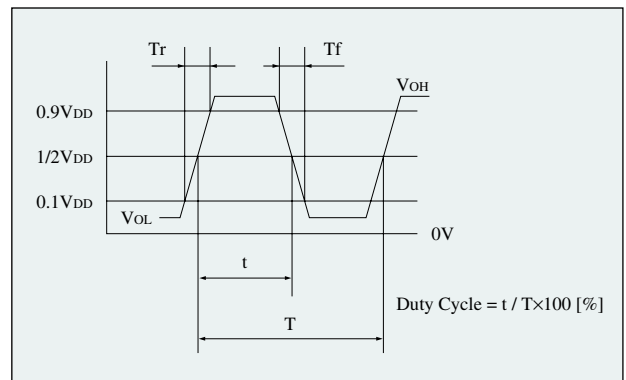 Tr Tf
VOH
0.9VDD
1/2VDD
0.1VDD
VOL
0V
t
Duty Cycle = t / T×100 [%]
T